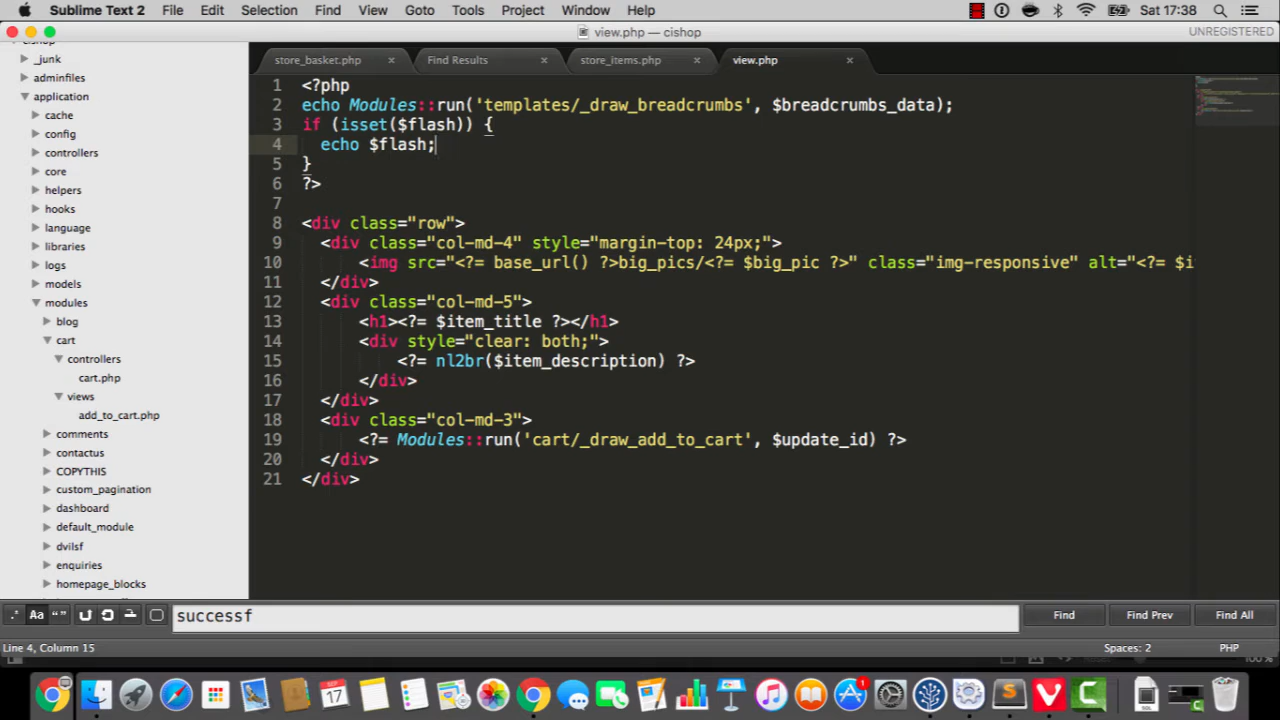 Sublime Text 2 File Edit Selection Find View Goto Tools Project Window Help Sat 17:38
view.php — cishop UNREGISTERED
cishop
_junk
adminfiles
application
cache
config
controllers
core
helpers
hooks
language
libraries
logs
models
modules
blog
cart
controllers
cart.php
views
add_to_cart.php
comments
contactus
COPYTHIS
custom_pagination
dashboard
default_module
dvilsf
enquiries
homepage_blocks
store_basket.php × Find Results × store_items.php × view.php ×
1 <?php
2 echo Modules::run('templates/_draw_breadcrumbs', $breadcrumbs_data);
3 if (isset($flash)) {
4 echo $flash;
5 }
6 ?>
7
8 <div class="row">
9 <div class="col-md-4" style="margin-top: 24px;">
10 <img src="<?= base_url() ?>big_pics/<?= $big_pic ?>" class="img-responsive" alt="<?= $i
11 </div>
12 <div class="col-md-5">
13 <h1><?= $item_title ?></h1>
14 <div style="clear: both;">
15 <?= nl2br($item_description) ?>
16 </div>
17 </div>
18 <div class="col-md-3">
19 <?= Modules::run('cart/_draw_add_to_cart', $update_id) ?>
20 </div>
21 </div>
.* Aa “” successf Find Find Prev Find All
Line 4, Column 15 Spaces: 2 PHP
100 %
17
1